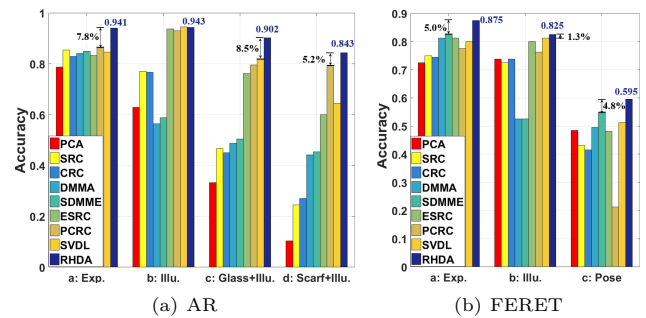 0.941
7.8%
0.943
0.902
8.5%
0.843
5.2%
1
0.8
0.6
0.4
0.2
0
Accuracy
PCA
SRC
CRC
DMMA
SDMME
ESRC
PCRC
SVDL
RHDA
a: Exp.
b: Illu.
c: Glass+Illu.
d: Scarf+Illu.
(a) AR
5.0%
0.875
0.825
1.3%
0.595
4.8%
0.9
0.8
0.7
0.6
0.5
0.4
0.3
0.2
0.1
0
Accuracy
PCA
SRC
CRC
DMMA
SDMME
ESRC
PCRC
SVDL
RHDA
a: Exp.
b: Illu.
c: Pose
(b) FERET